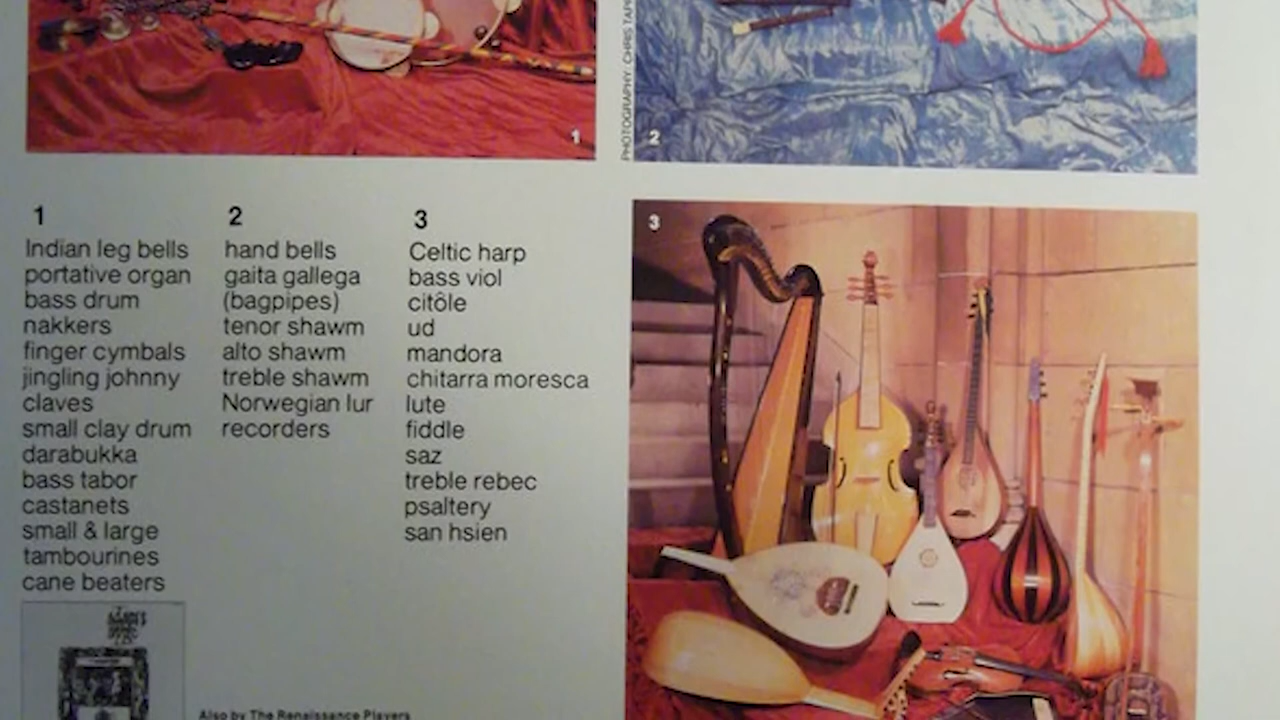 1
PHOTOGRAPHY: CHRIS
2
1
Indian leg bells
portative organ
bass drum
nakkers
finger cymbals
jingling johnny
claves
small clay drum
darabukka
bass tabor
castanets
small & large
tambourines
cane beaters
2
hand bells
gaita gallega
(bagpipes)
tenor shawm
alto shawm
treble shawm
Norwegian lur
recorders
3
Celtic harp
bass viol
citôle
ud
mandora
chitarra moresca
lute
fiddle
saz
treble rebec
psaltery
san hsien
3
Also by The Renaissance Players